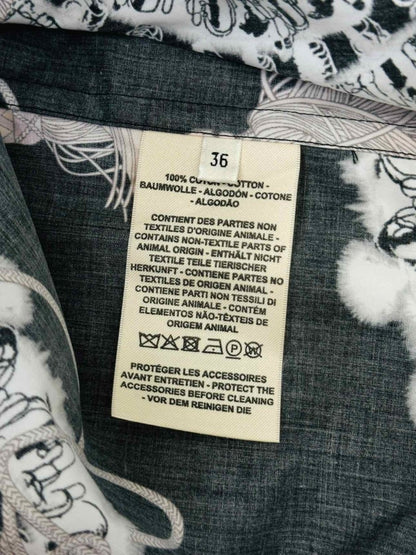 36
100% COTON - COTTON -
BAUMWOLLE - ALGODÓN - COTONE
- ALGODÃO
CONTIENT DES PARTIES NON
TEXTILES D'ORIGINE ANIMALE -
CONTAINS NON-TEXTILE PARTS OF
ANIMAL ORIGIN - ENTHÄLT NICHT
TEXTILE TEILE TIERISCHER
HERKUNFT - CONTIENE PARTES NO
TEXTILES DE ORIGEN ANIMAL -
CONTIENE PARTI NON TESSILI DI
ORIGINE ANIMALE - CONTÉM
ELEMENTOS NÃO-TÊXTEIS DE
ORIGEM ANIMAL
P W
PROTÉGER LES ACCESSOIRES
AVANT ENTRETIEN - PROTECT THE
ACCESSORIES BEFORE CLEANING
- VOR DEM REINIGEN DIE